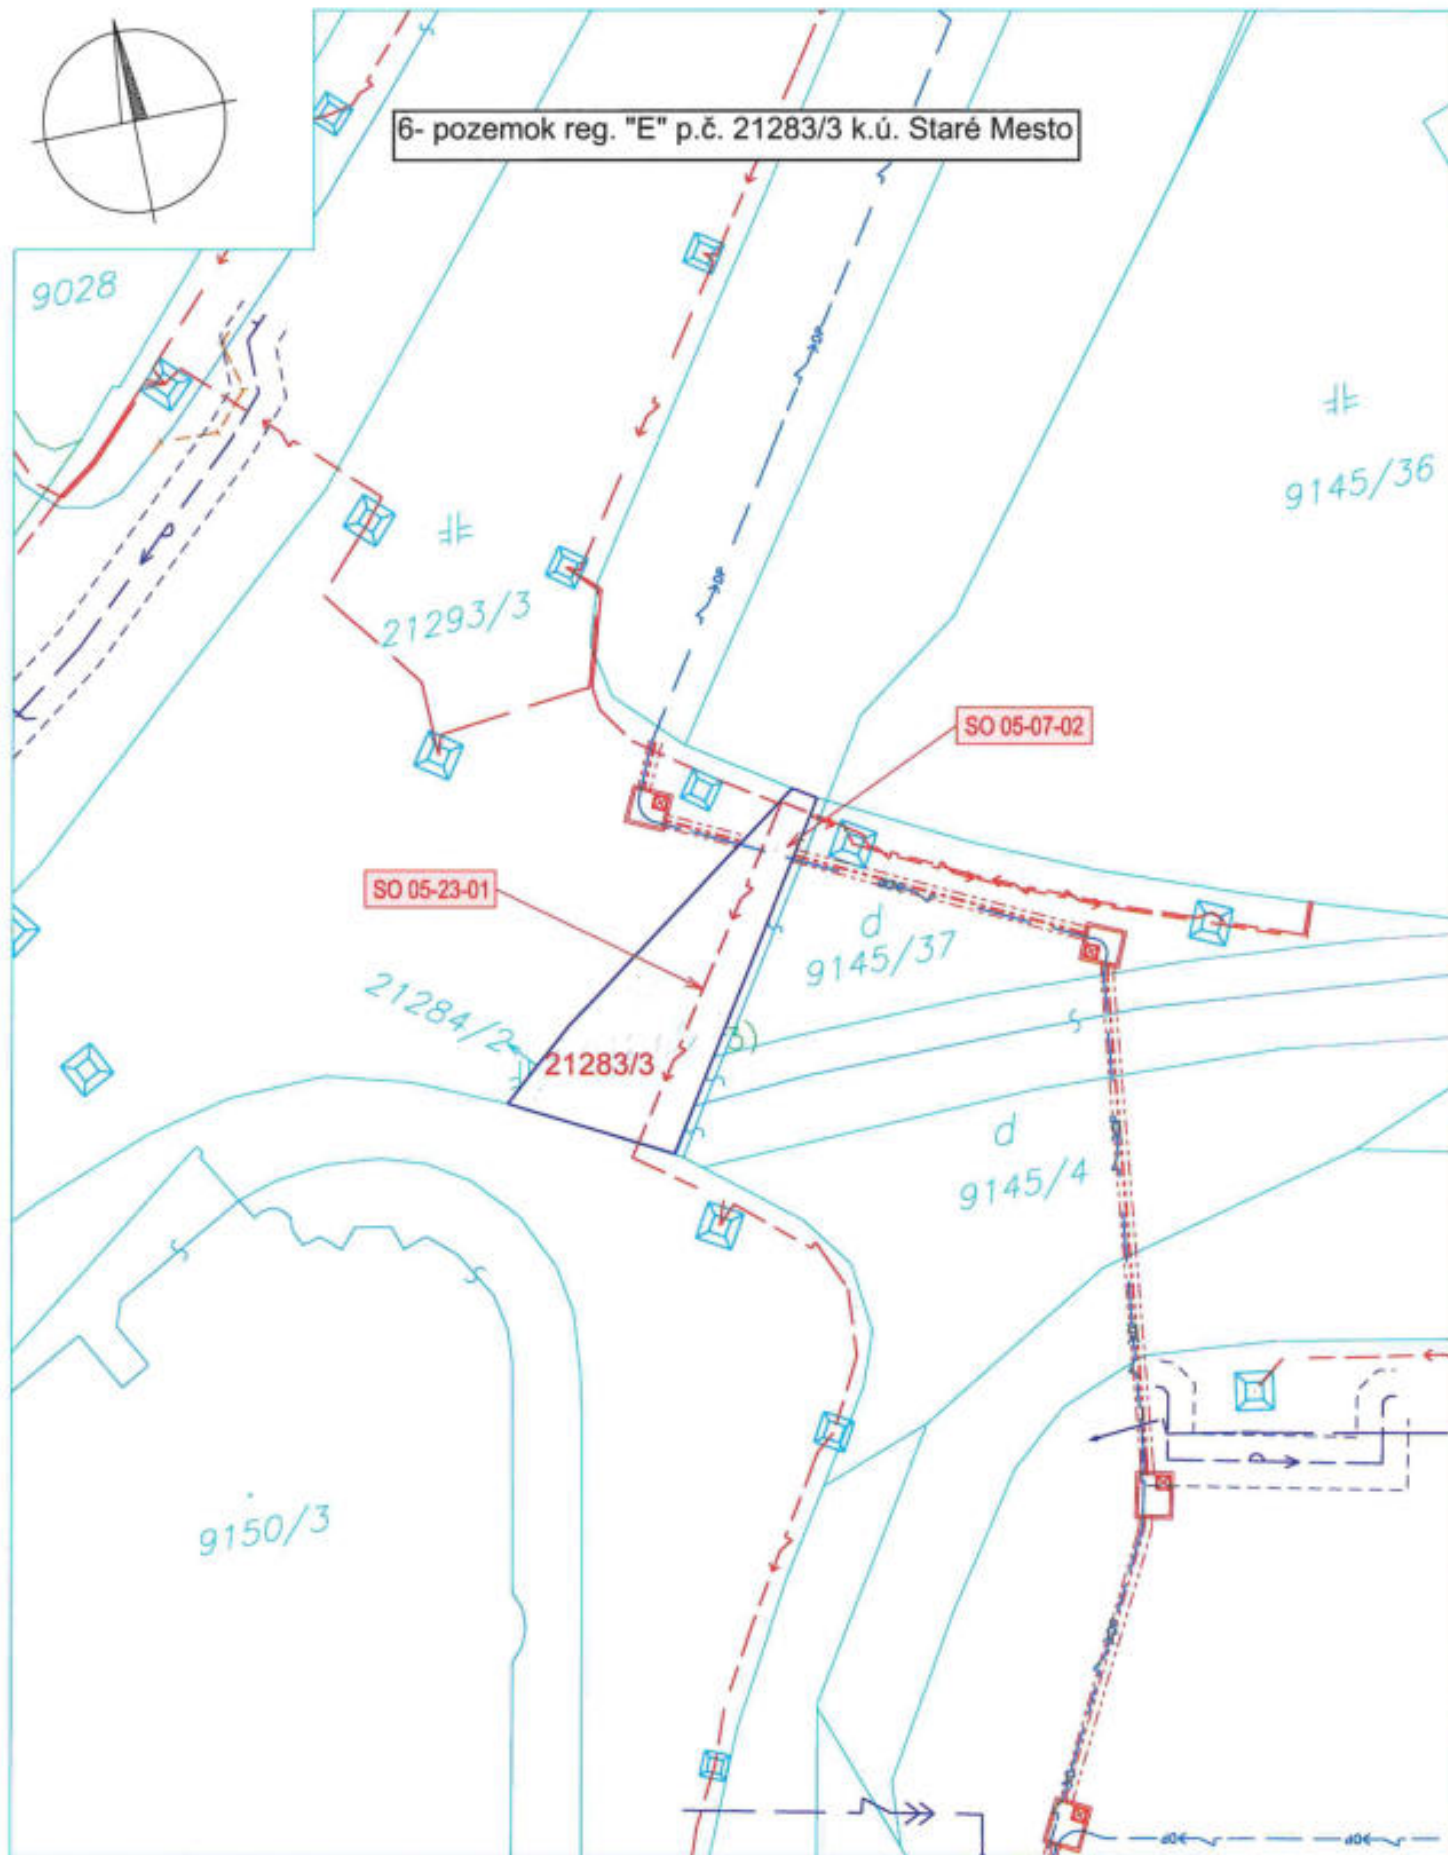 6- pozemok reg. "E" p.č. 21283/3 k.ú. Staré Mesto
9028
9145/36
21293/3
SO 05-07-02
SO 05-23-01
d
9145/37
21284/2
21283/3
d
9145/4
9150/3